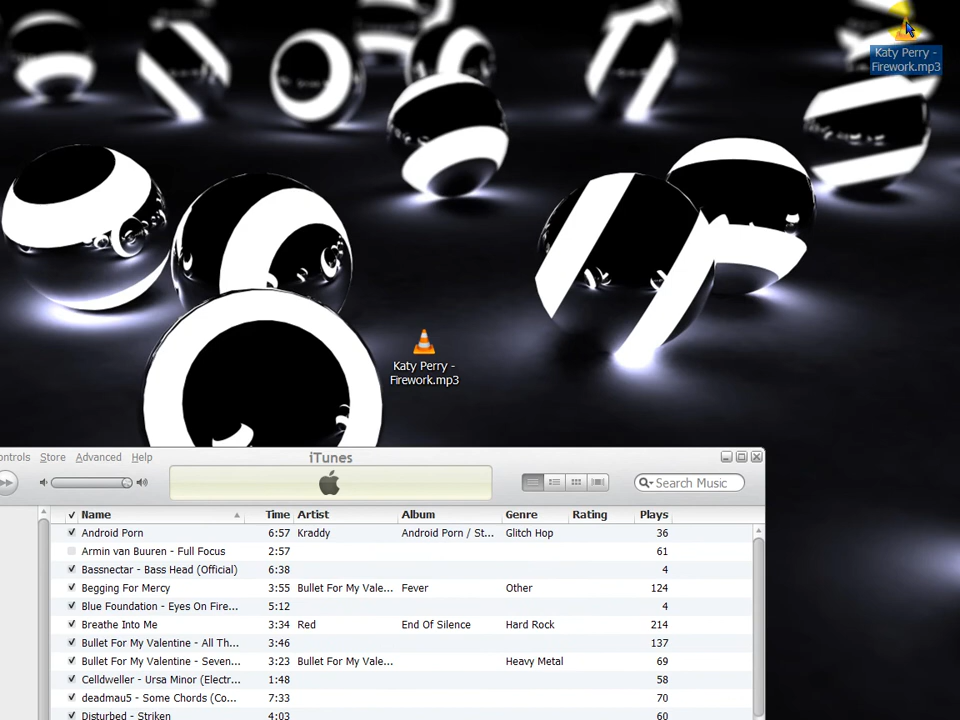 Katy Perry -
Firework.mp3
Katy Perry -
Firework.mp3
iTunes
ontrols Store Advanced Help
Search Music
Name Time Artist Album Genre Rating Plays
Android Porn 6:57 Kraddy Android Porn / St... Glitch Hop 36
Armin van Buuren - Full Focus 2:57 61
Bassnectar - Bass Head (Official) 6:38 4
Begging For Mercy 3:55 Bullet For My Vale... Fever Other 124
Blue Foundation - Eyes On Fire... 5:12 4
Breathe Into Me 3:34 Red End Of Silence Hard Rock 214
Bullet For My Valentine - All Th... 3:46 137
Bullet For My Valentine - Seven... 3:23 Bullet For My Vale... Heavy Metal 69
Celldweller - Ursa Minor (Electr... 1:48 58
deadmau5 - Some Chords (Co... 7:33 70
Disturbed - Striken 4:03 60